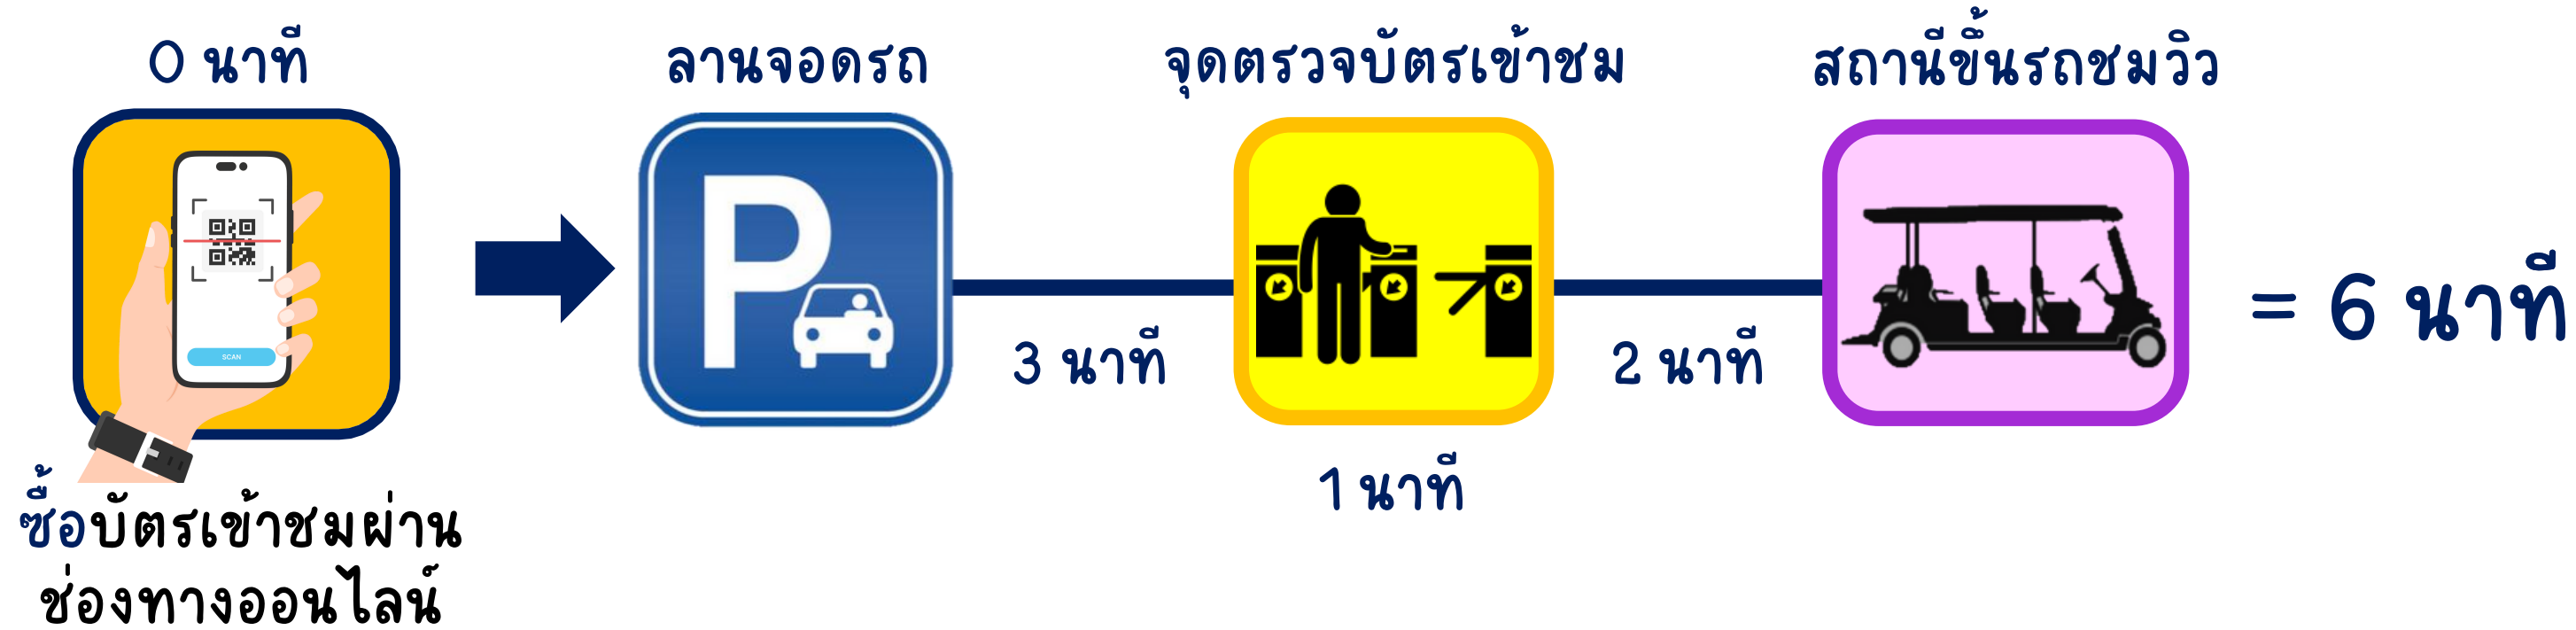 0 นาที
ลานจอดรถ
จุดตรวจบัตรเข้าชม
สถานีขึ้นรถชมวิว
SCAN
P
3 นาที
2 นาที
= 6 นาที
1 นาที
ซื้อบัตรเข้าชมผ่าน
ช่องทางออนไลน์